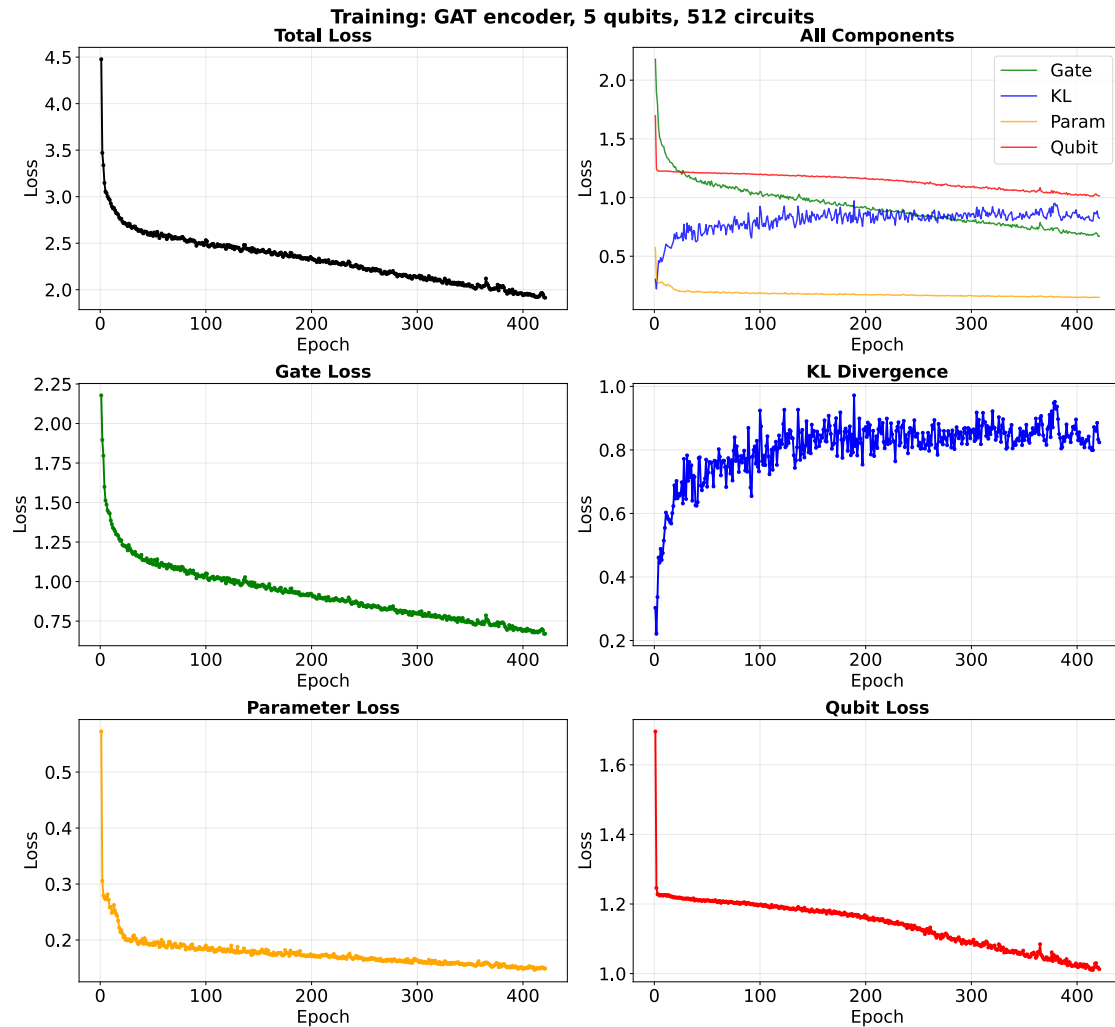 Training: GAT encoder, 5 qubits, 512 circuits
Total Loss
4.5
4.0
3.5
3.0
2.5
2.0
Loss
0
100
200
300
400
Epoch
All Components
2.0
1.5
1.0
0.5
Loss
Gate
KL
Param
Qubit
0
100
200
300
400
Epoch
Gate Loss
2.25
2.00
1.75
1.50
1.25
1.00
0.75
Loss
0
100
200
300
400
Epoch
KL Divergence
1.0
0.8
0.6
0.4
0.2
Loss
0
100
200
300
400
Epoch
Parameter Loss
0.5
0.4
0.3
0.2
Loss
0
100
200
300
400
Epoch
Qubit Loss
1.6
1.4
1.2
1.0
Loss
0
100
200
300
400
Epoch